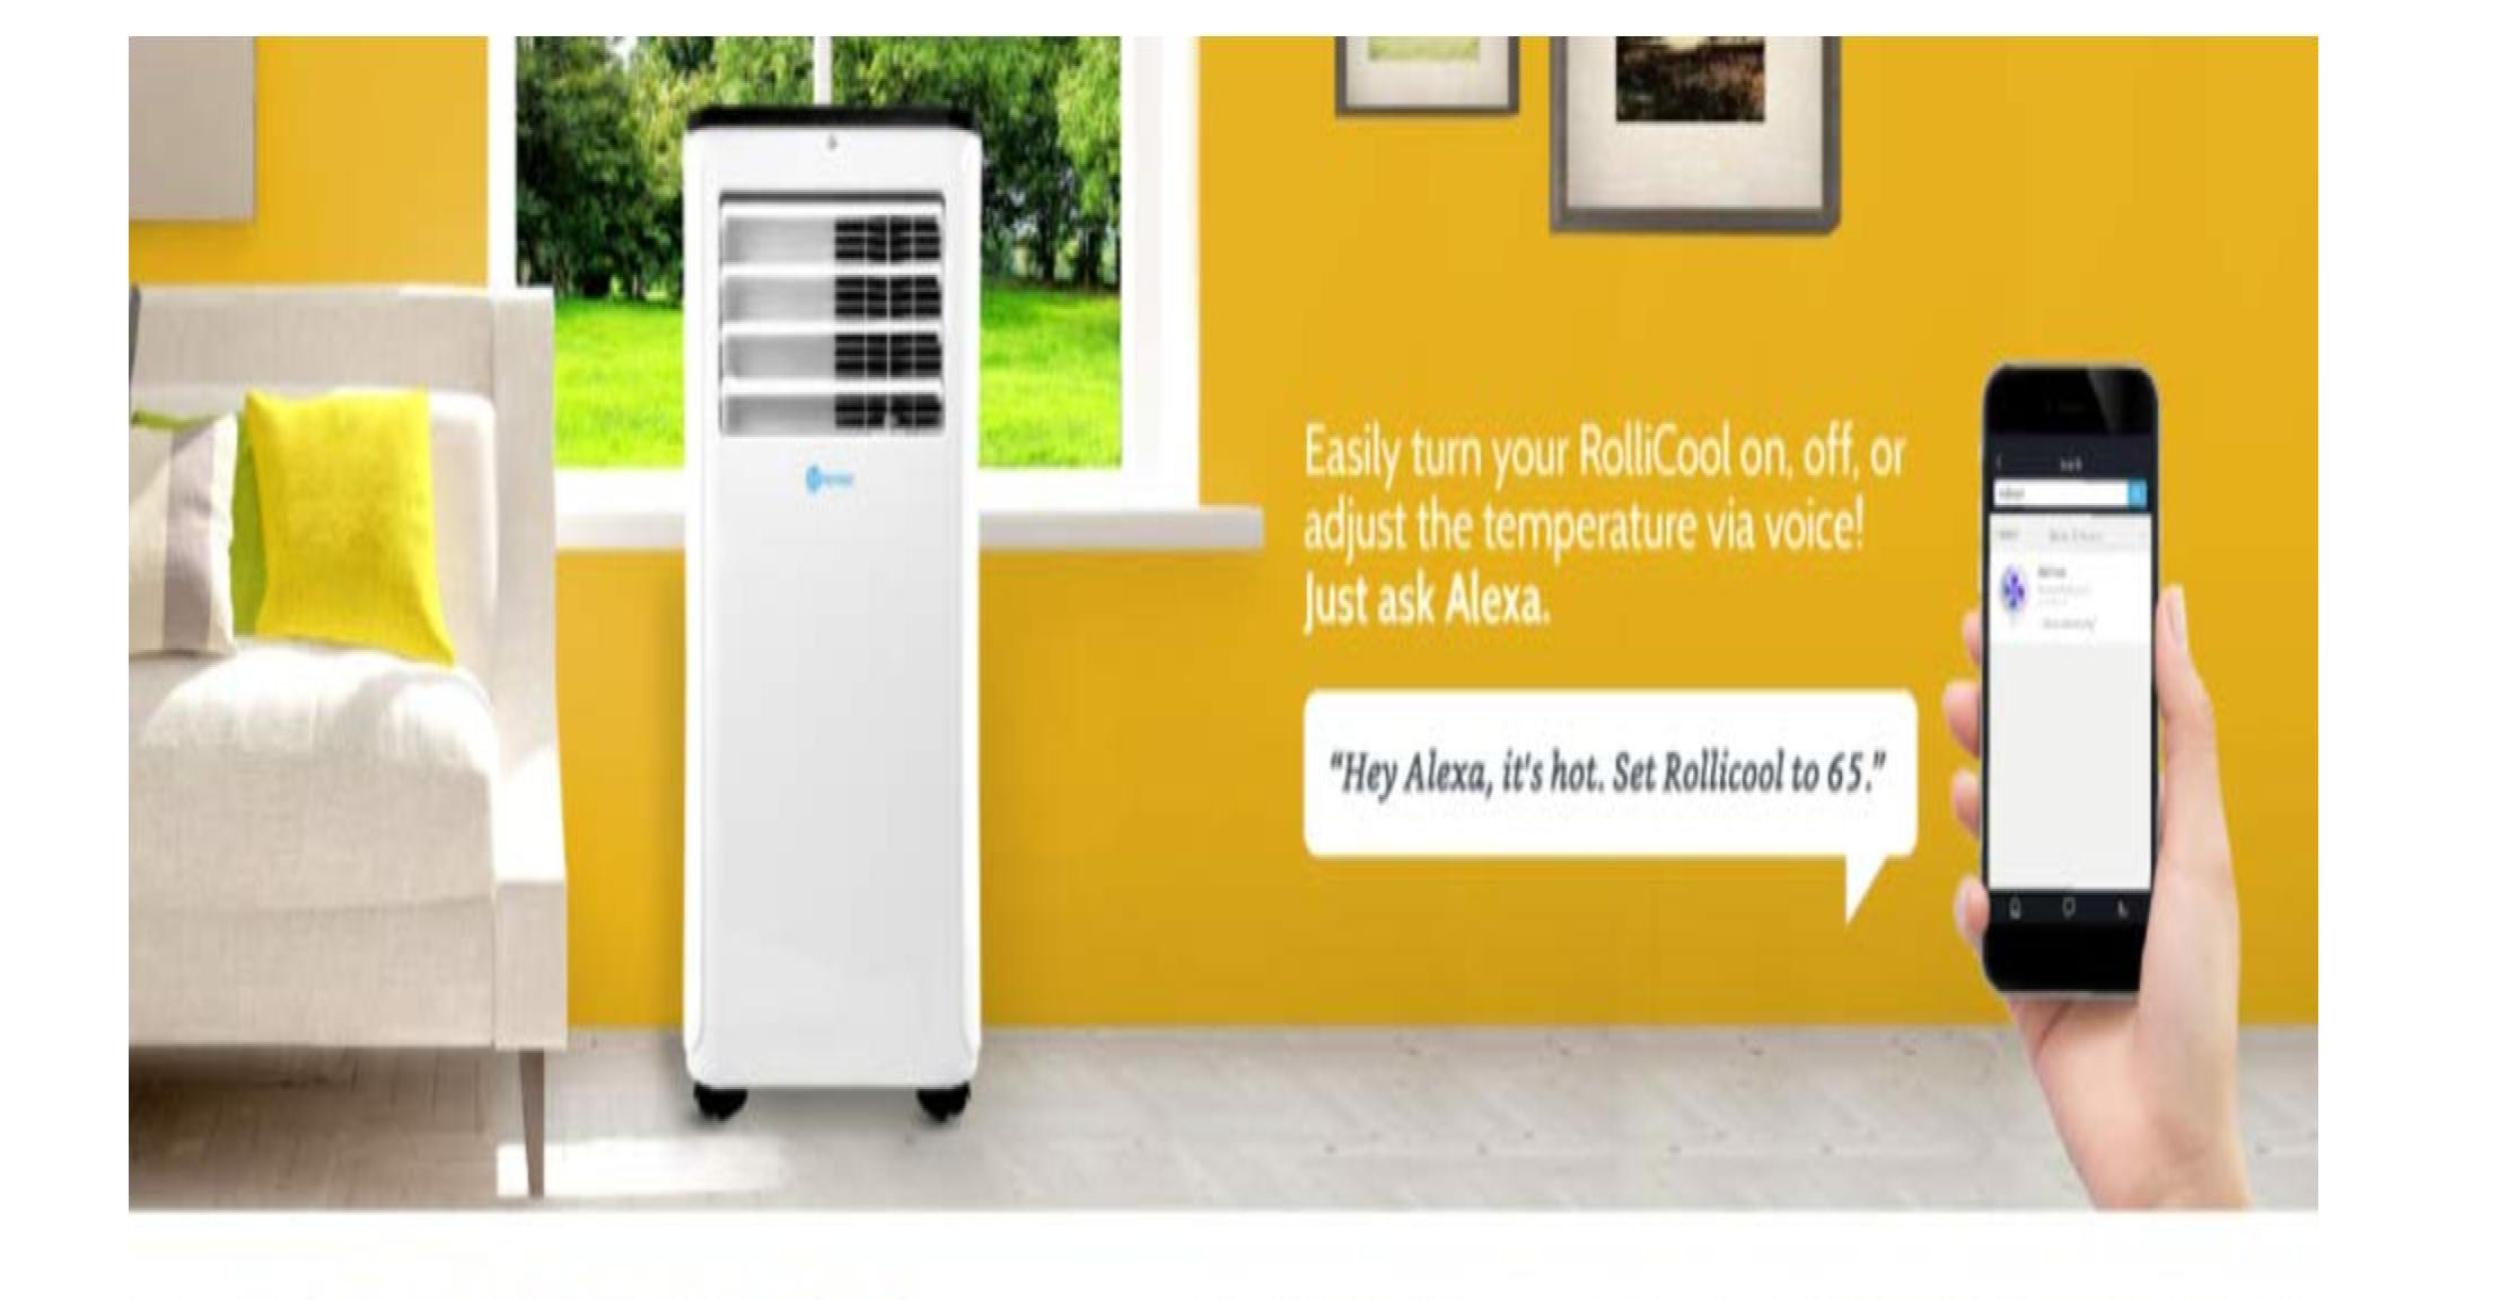 Easily turn your RolliCool on, off, or
adjust the temperature via voice!
Just ask Alexa.
“Hey Alexa, it's hot. Set Rollicool to 65.”